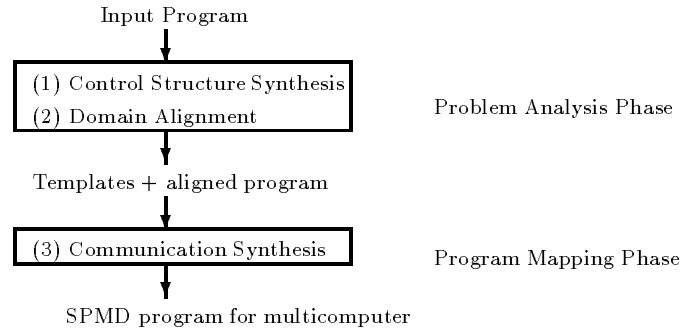 Input Program
(1) Control Structure Synthesis
(2) Domain Alignment
Problem Analysis Phase
Templates + aligned program
(3) Communication Synthesis
Program Mapping Phase
SPMD program for multicomputer